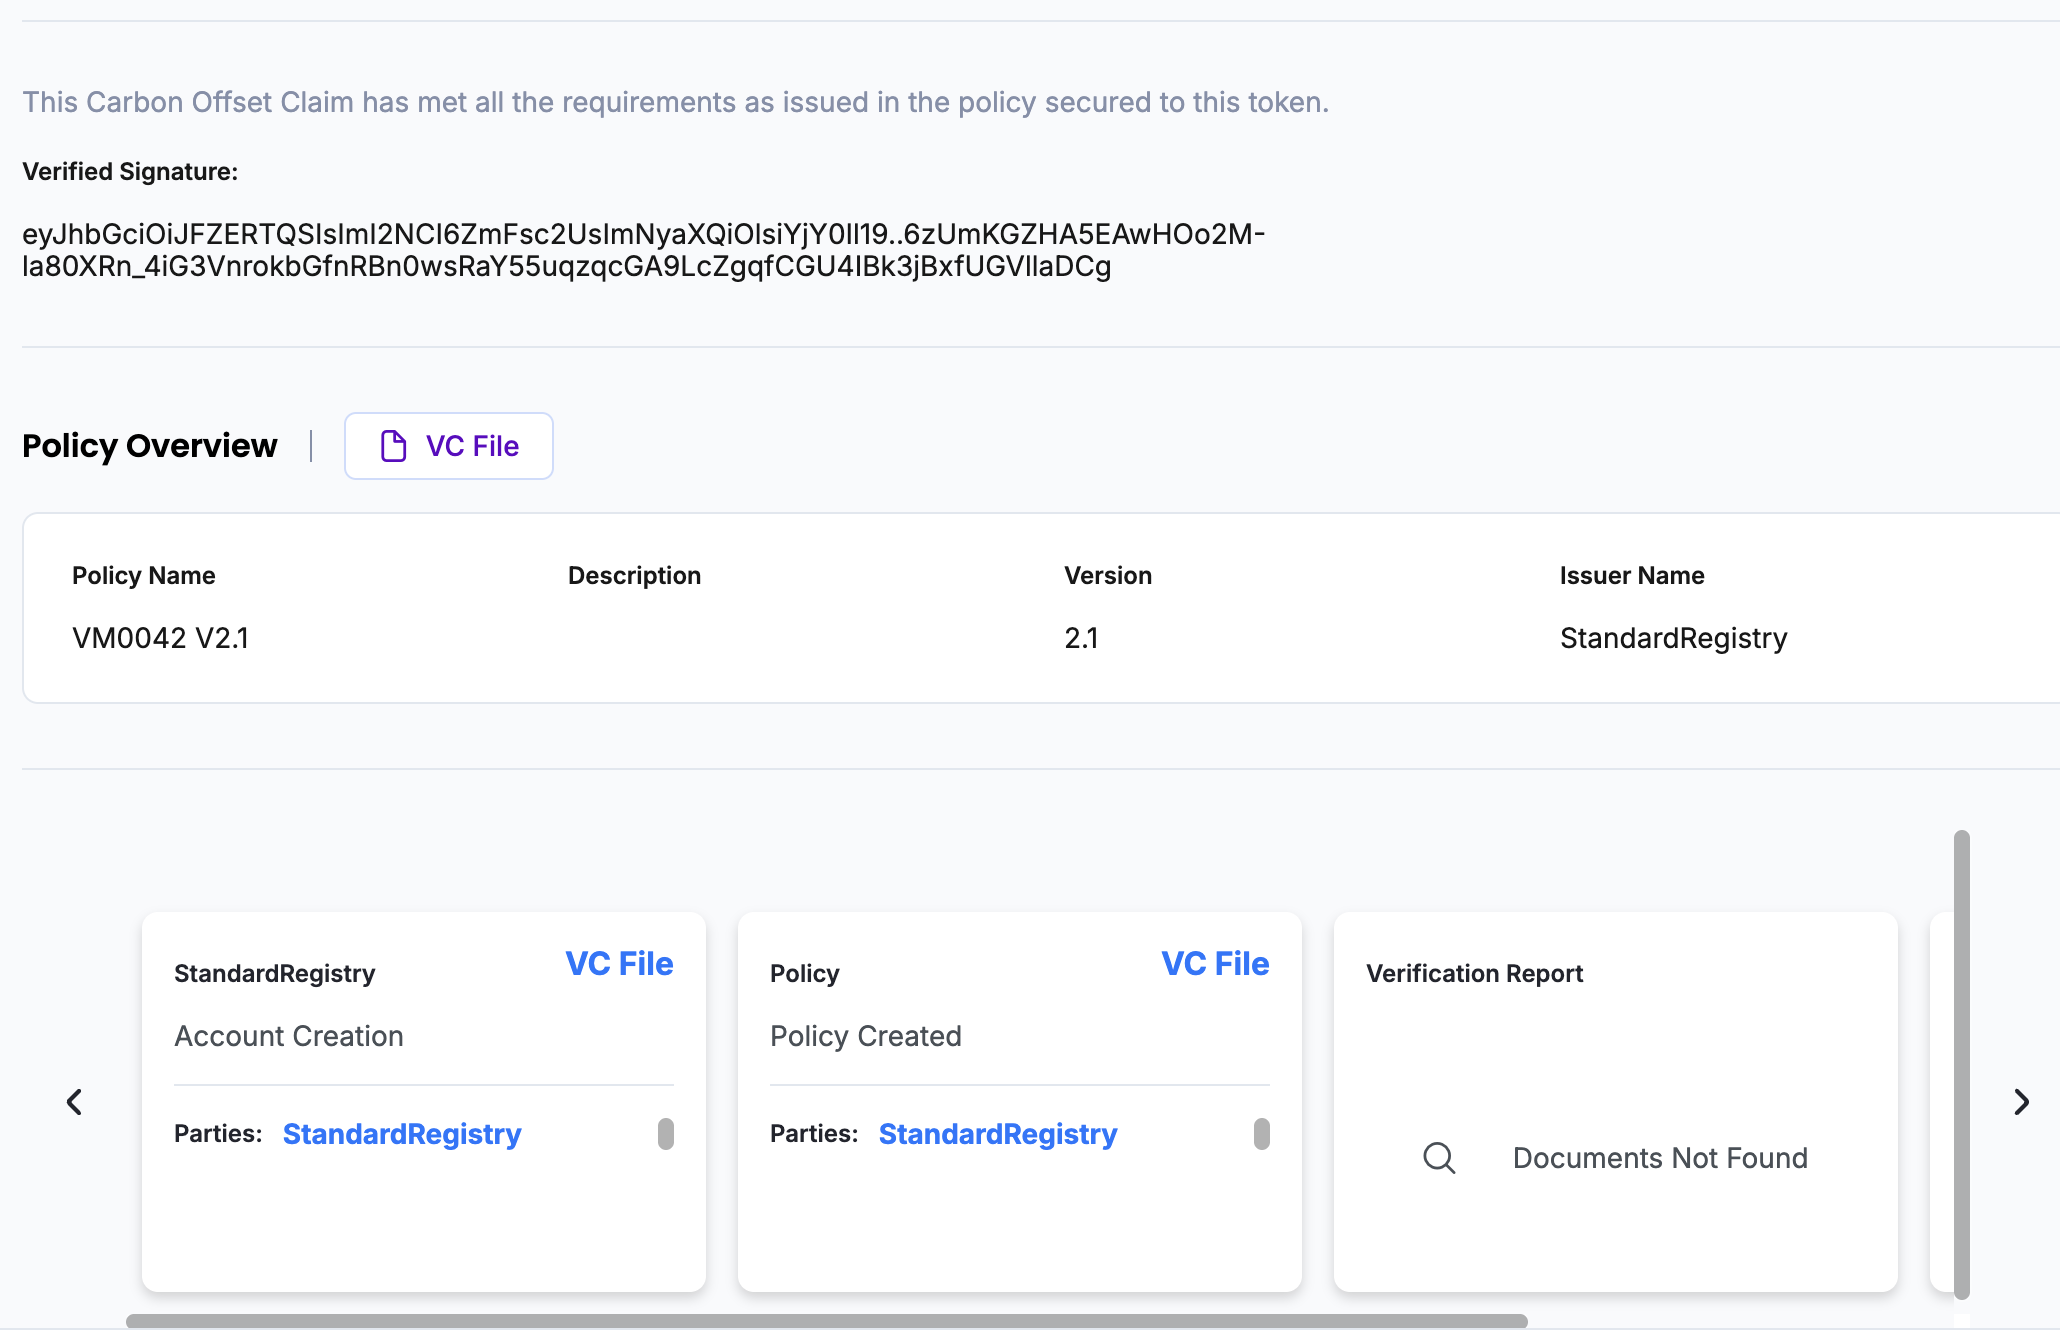 This Carbon Offset Claim has met all the requirements as issued in the policy secured to this token.
Verified Signature:
eyJhbGciOiJFZERTQSIsImI2NCI6ZmFsc2UsImNyaXQiOlsiYjY0Il19..6zUmKGZHA5EAwHOo2M-
la80XRn_4iG3VnrokbGfnRBn0wsRaY55uqzqcGA9LcZgqfCGU4IBk3jBxfUGVllaDCg
Policy Overview
VC File
Policy Name Description Version Issuer Name
VM0042 V2.1 2.1 StandardRegistry
StandardRegistry VC File
Account Creation
Parties: StandardRegistry
Policy VC File
Policy Created
Parties: StandardRegistry
Verification Report
Documents Not Found